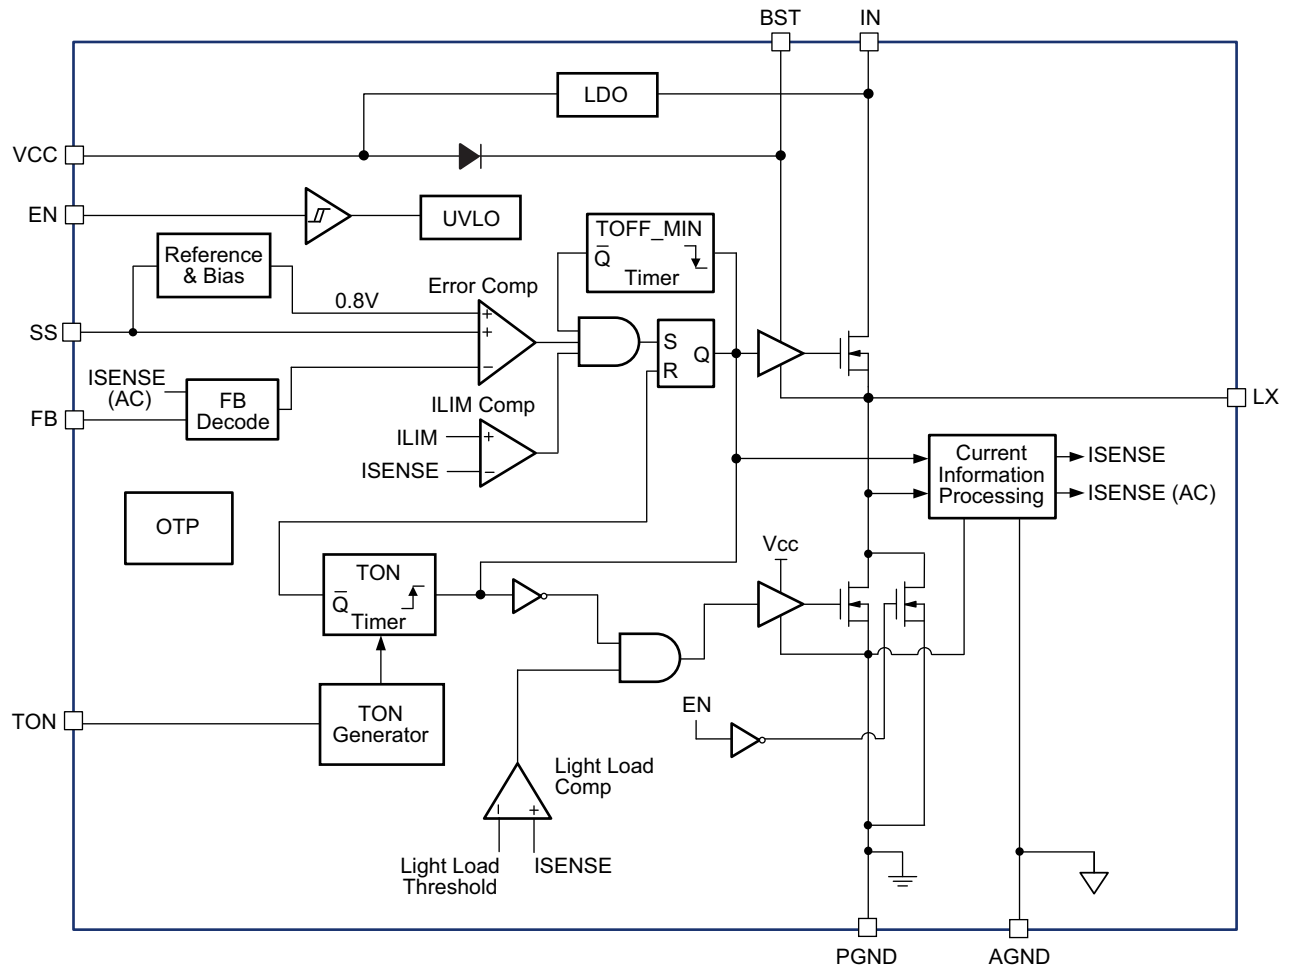 BST
IN
LDO
VCC
EN
UVLO
TOFF_MIN
Q̅
Timer
Reference
& Bias
0.8V
Error Comp
+
+
−
SS
S
R
Q
ISENSE
(AC)
FB
Decode
FB
ILIM Comp
ILIM
+
ISENSE
−
LX
Current
Information
Processing
ISENSE
ISENSE (AC)
OTP
Vcc
TON
Q̅
Timer
TON
TON
Generator
EN
Light Load
Comp
−
+
Light Load
Threshold
ISENSE
PGND
AGND